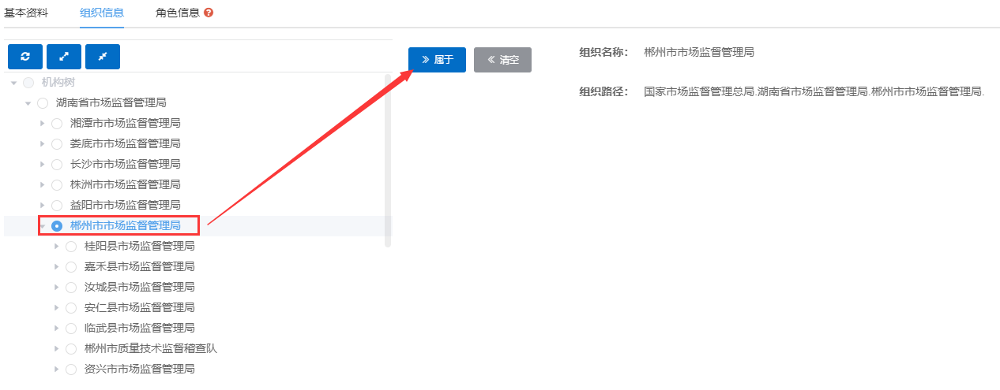 基本资料 组织信息 角色信息
属于 清空
组织名称： 郴州市市场监督管理局
组织路径： 国家市场监督管理总局.湖南省市场监督管理局.郴州市市场监督管理局.
机构树
湖南省市场监督管理局
湘潭市市场监督管理局
娄底市市场监督管理局
长沙市市场监督管理局
株洲市市场监督管理局
益阳市市场监督管理局
郴州市市场监督管理局
桂阳县市场监督管理局
嘉禾县市场监督管理局
汝城县市场监督管理局
安仁县市场监督管理局
临武县市场监督管理局
郴州市质量技术监督稽查队
资兴市市场监督管理局